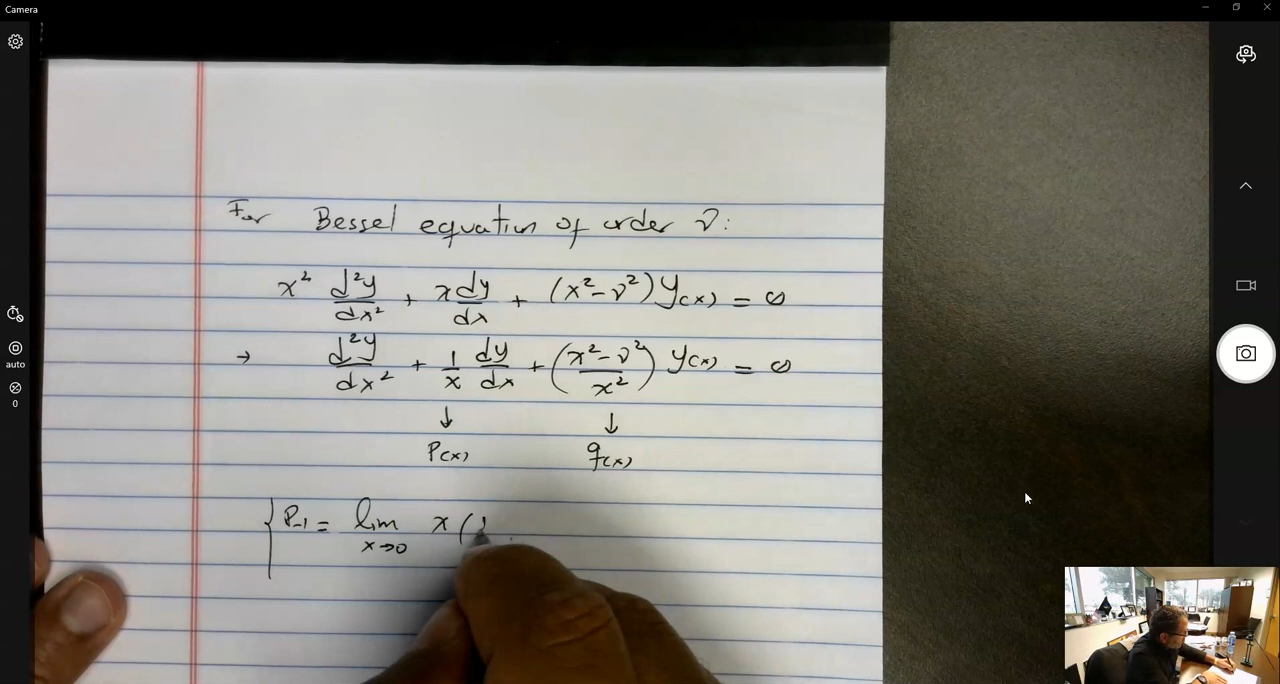 Camera
For Bessel equation of order ν:
x² d²y/dx² + x dy/dx + (x²-ν²) y(x) = 0
→ d²y/dx² + 1/x dy/dx + (x²-ν²/x²) y(x) = 0
↓ ↓
P(x) q(x)
{ P₋₁ = lim x→0 x (1
auto
0